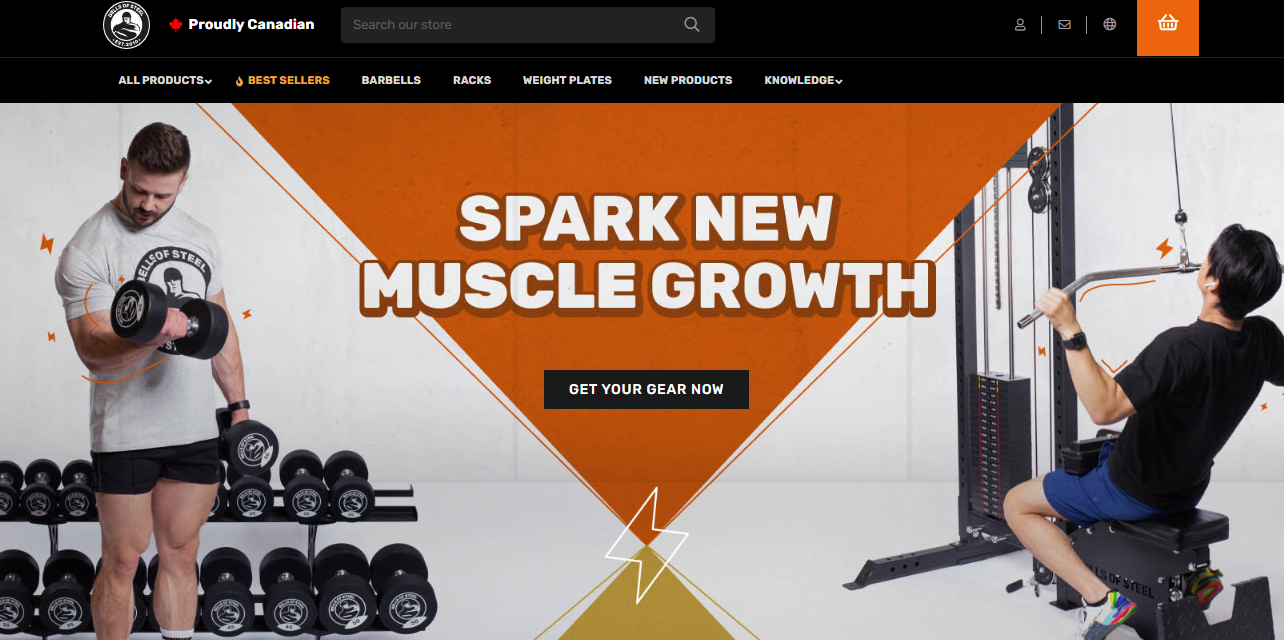 BELLS OF STEEL
EST. 2010
Proudly Canadian
Search our store
ALL PRODUCTS
BEST SELLERS
BARBELLS
RACKS
WEIGHT PLATES
NEW PRODUCTS
KNOWLEDGE
SPARK NEW
MUSCLE GROWTH
GET YOUR GEAR NOW
BELLS OF STEEL
BELLS OF STEEL